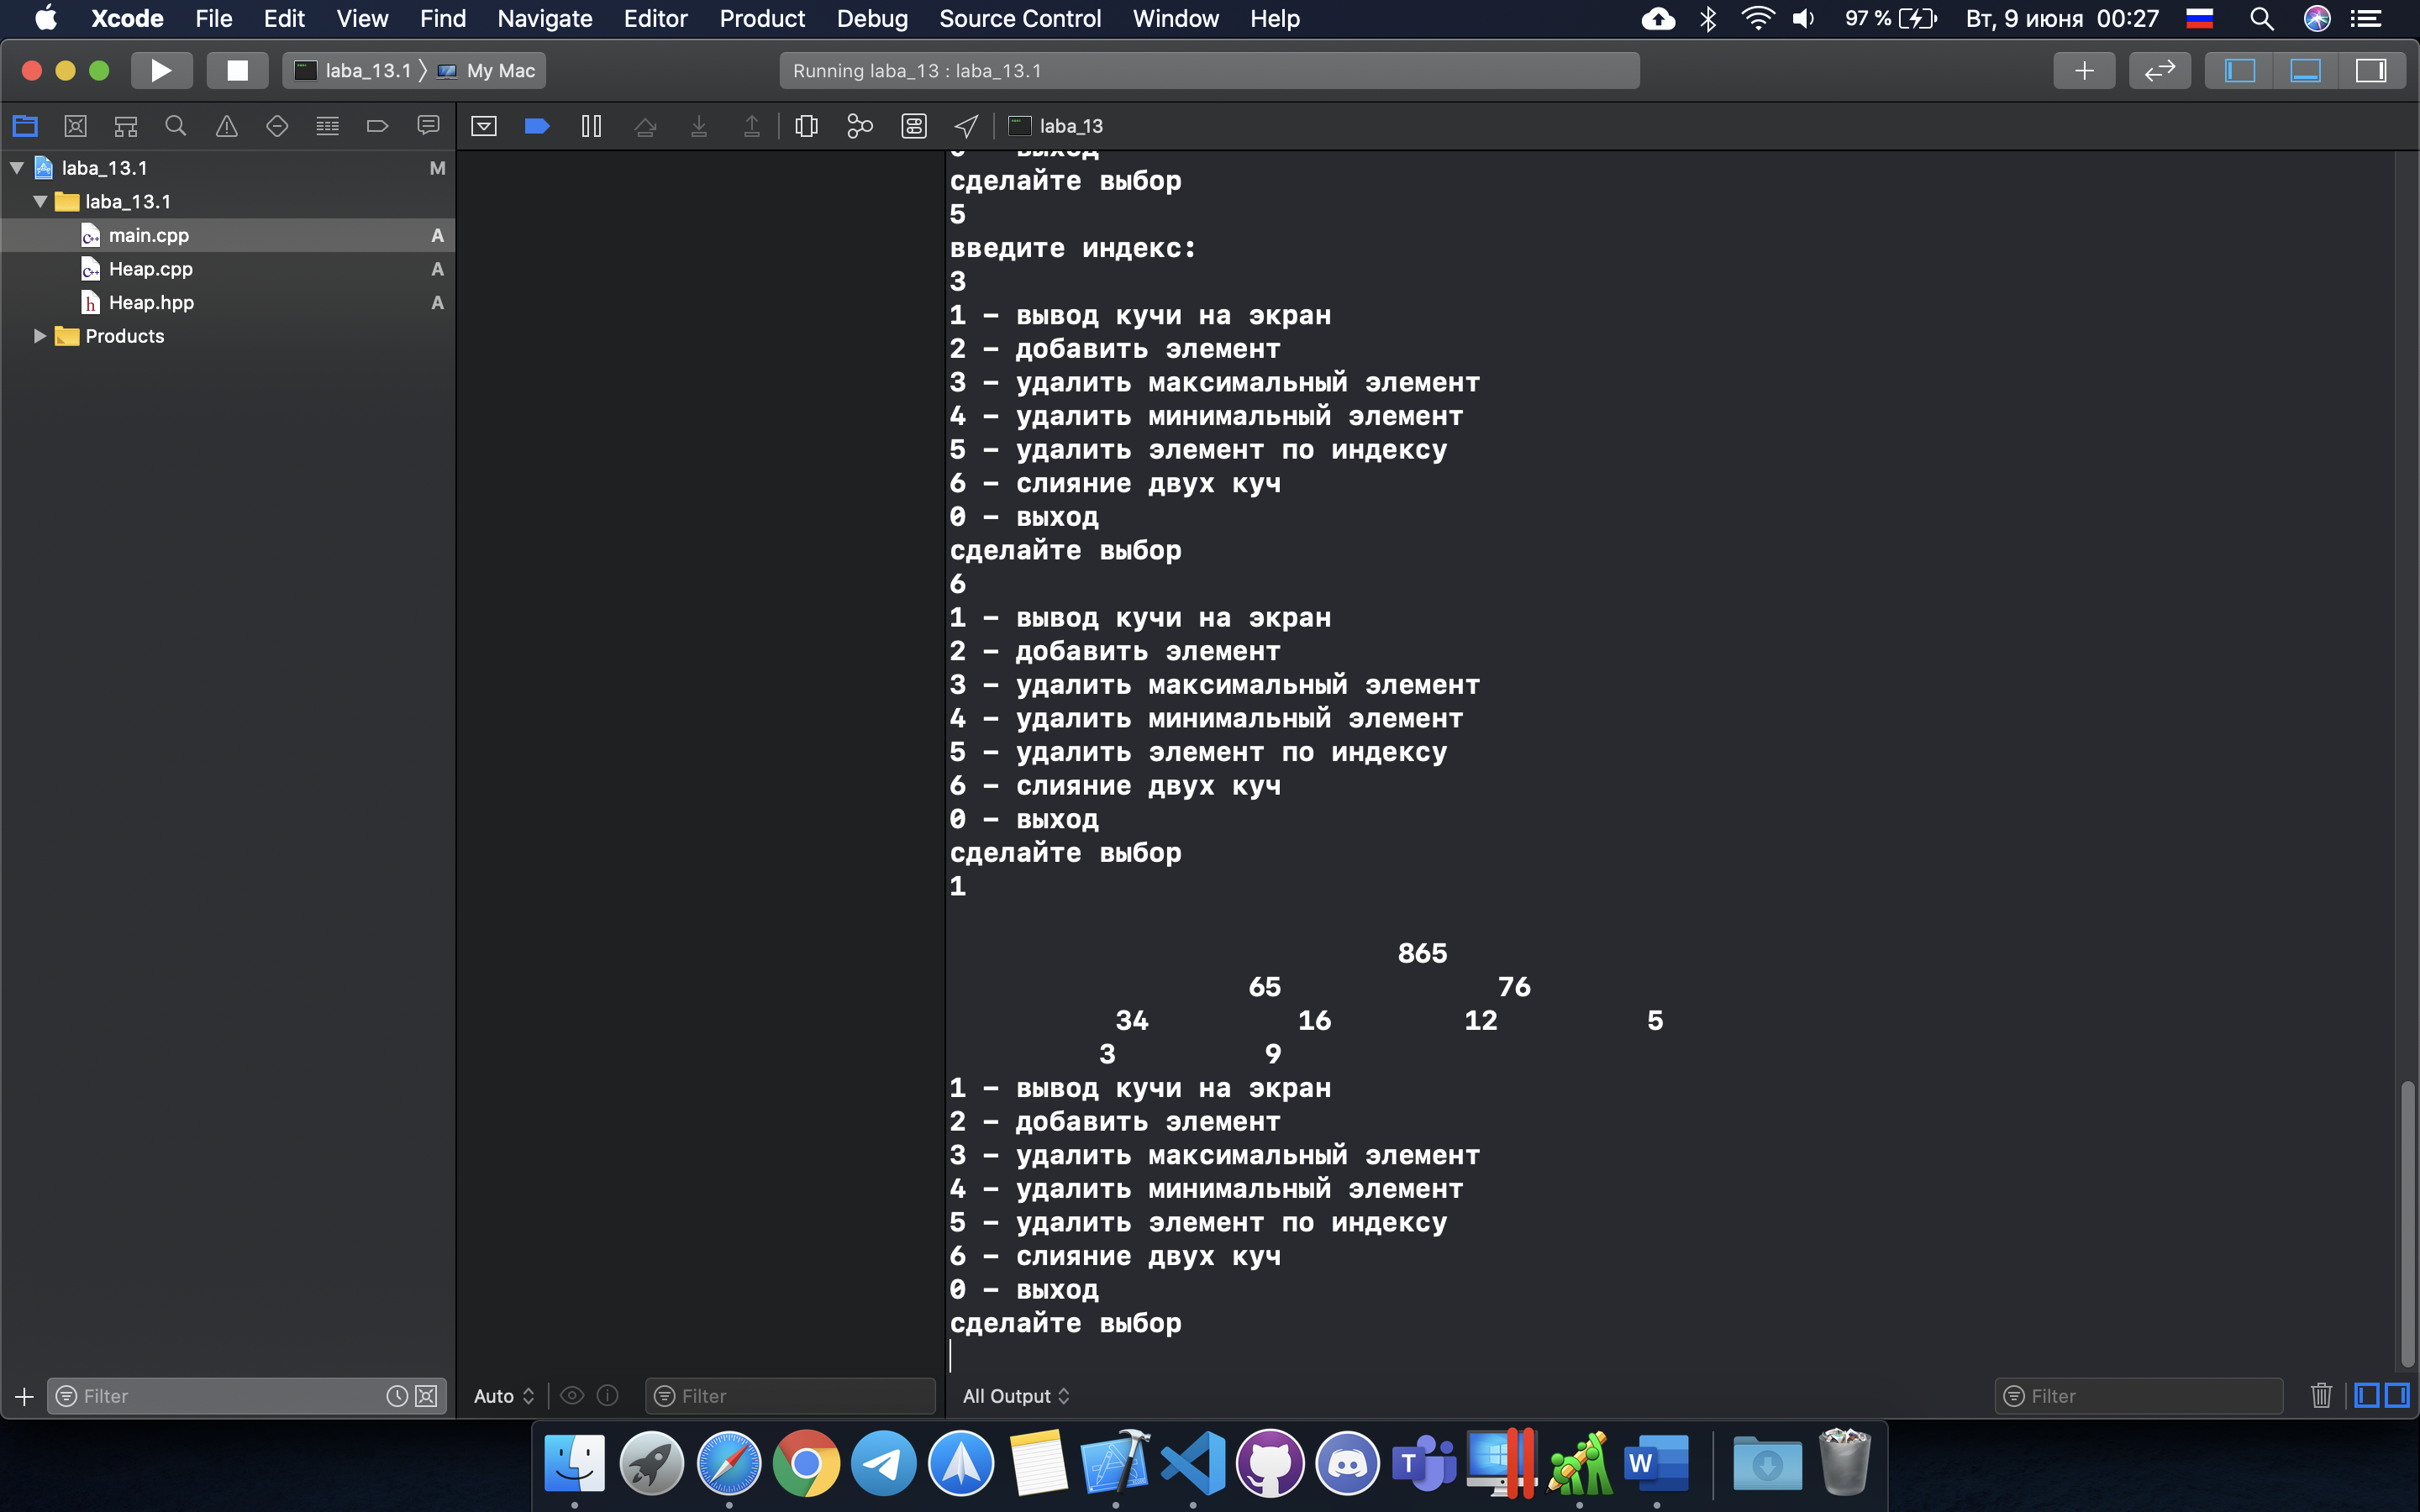 Xcode File Edit View Find Navigate Editor Product Debug Source Control Window Help 97 % Вт, 9 июня 00:27
laba_13.1 My Mac Running laba_13 : laba_13.1
laba_13
laba_13.1 M
laba_13.1
main.cpp A
Heap.cpp A
Heap.hpp A
Products
выход
сделайте выбор
5
введите индекс:
3
1 – вывод кучи на экран
2 – добавить элемент
3 – удалить максимальный элемент
4 – удалить минимальный элемент
5 – удалить элемент по индексу
6 – слияние двух куч
0 – выход
сделайте выбор
6
1 – вывод кучи на экран
2 – добавить элемент
3 – удалить максимальный элемент
4 – удалить минимальный элемент
5 – удалить элемент по индексу
6 – слияние двух куч
0 – выход
сделайте выбор
1
865
65 76
34 16 12 5
3 9
1 – вывод кучи на экран
2 – добавить элемент
3 – удалить максимальный элемент
4 – удалить минимальный элемент
5 – удалить элемент по индексу
6 – слияние двух куч
0 – выход
сделайте выбор
Filter Auto Filter All Output Filter
T W